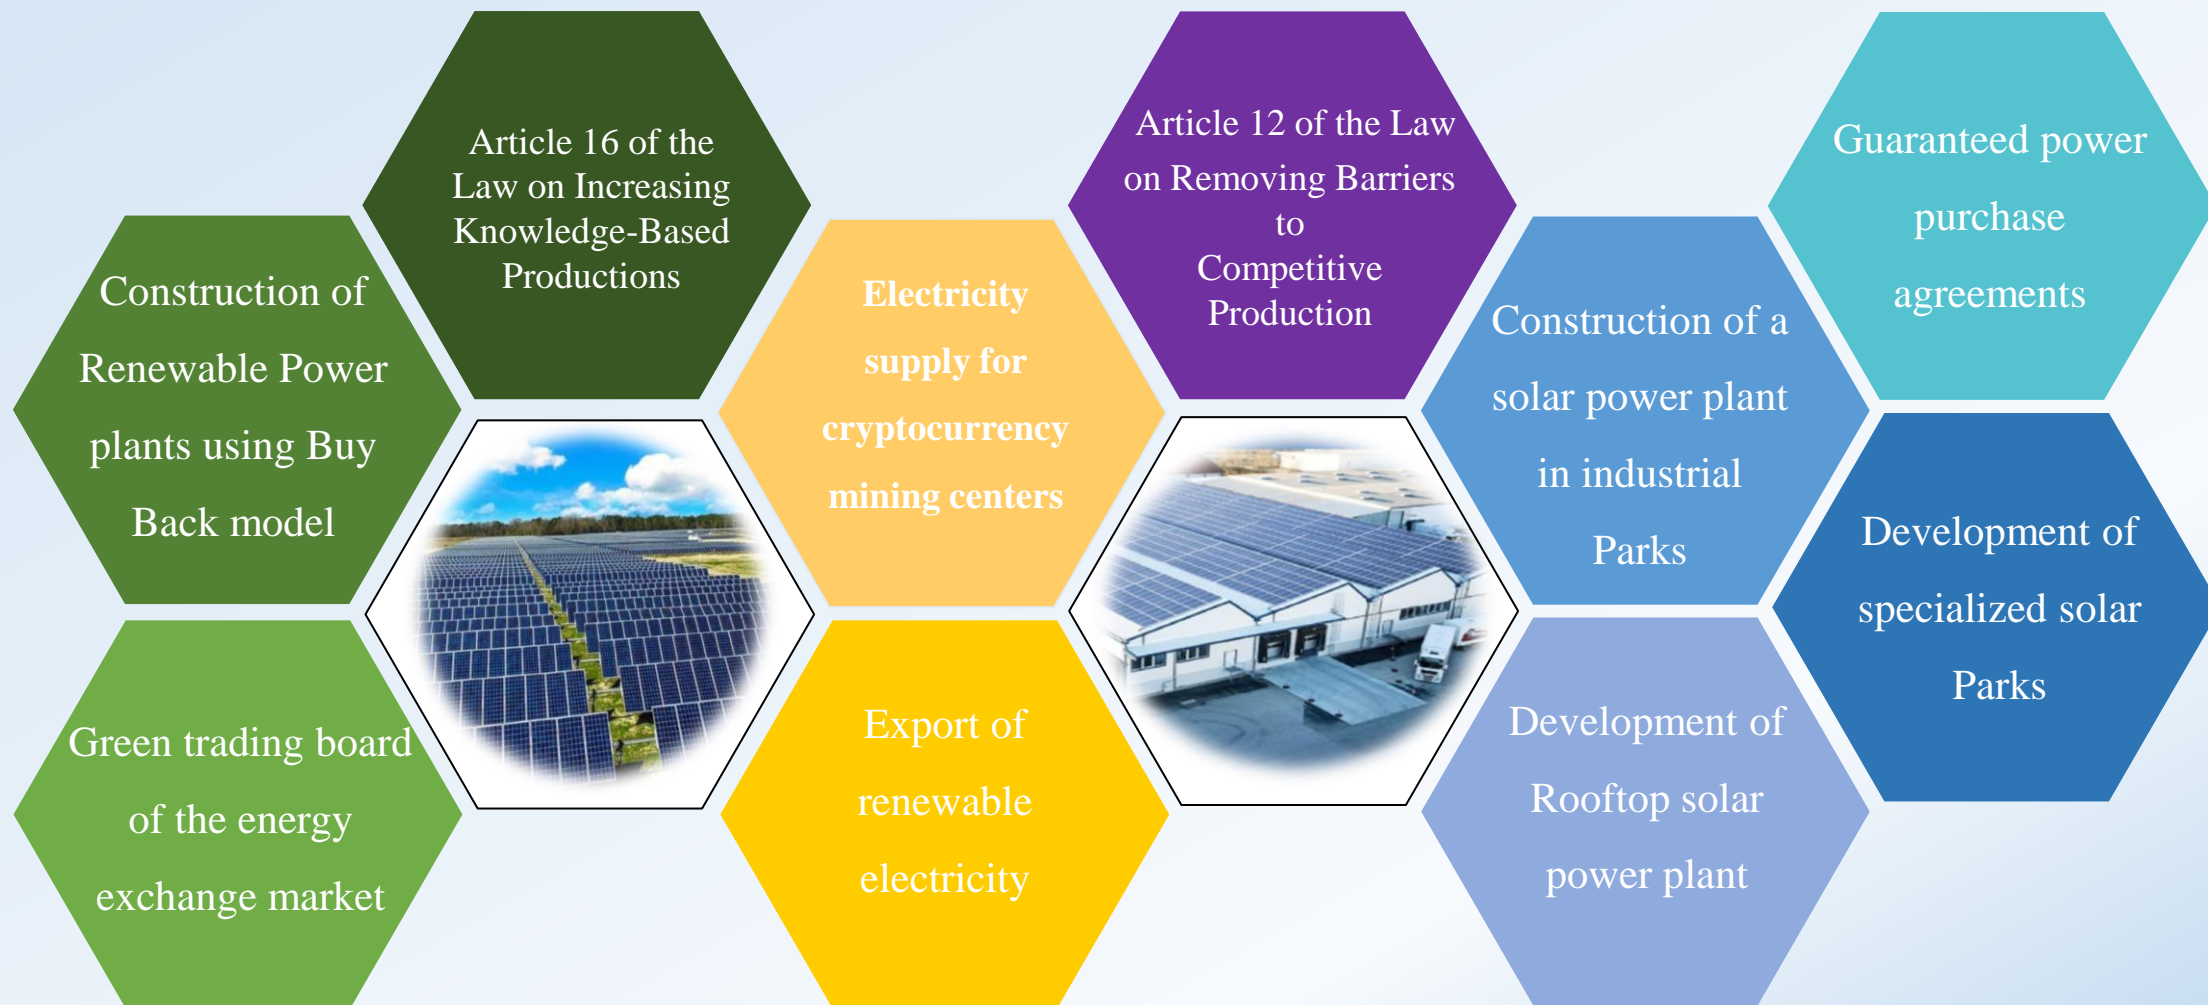 Construction of
Renewable Power
plants using Buy
Back model
Green trading board
of the energy
exchange market
Article 16 of the
Law on Increasing
Knowledge-Based
Productions
Electricity
supply for
cryptocurrency
mining centers
Export of
renewable
electricity
Article 12 of the Law
on Removing Barriers
to
Competitive
Production
Construction of a
solar power plant
in industrial
Parks
Development of
Rooftop solar
power plant
Guaranteed power
purchase
agreements
Development of
specialized solar
Parks